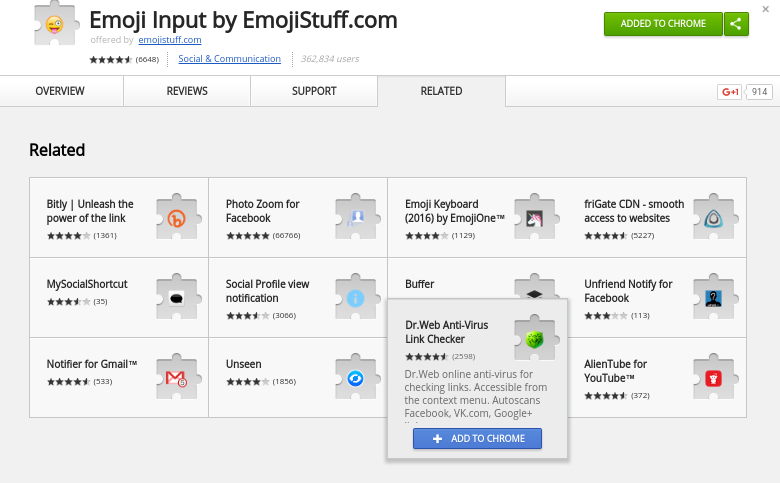 Emoji Input by EmojiStuff.com
offered by emojistuff.com
(6648) Social & Communication 362,834 users
ADDED TO CHROME
OVERVIEW REVIEWS SUPPORT RELATED
G+1 914
Related
Bitly | Unleash the
power of the link
(1361)
Photo Zoom for
Facebook
(66766)
Emoji Keyboard
(2016) by EmojiOne™
(1129)
friGate CDN - smooth
access to websites
(5227)
MySocialShortcut
(35)
Social Profile view
notification
(3066)
Buffer
Unfriend Notify for
Facebook
(113)
Notifier for Gmail™
(533)
Unseen
(1856)
Dr.Web Anti-Virus
Link Checker
(2598)
Dr.Web online anti-virus for
checking links. Accessible from
the context menu. Autoscans
Facebook, VK.com, Google+
ADD TO CHROME
AlienTube for
YouTube™
(372)